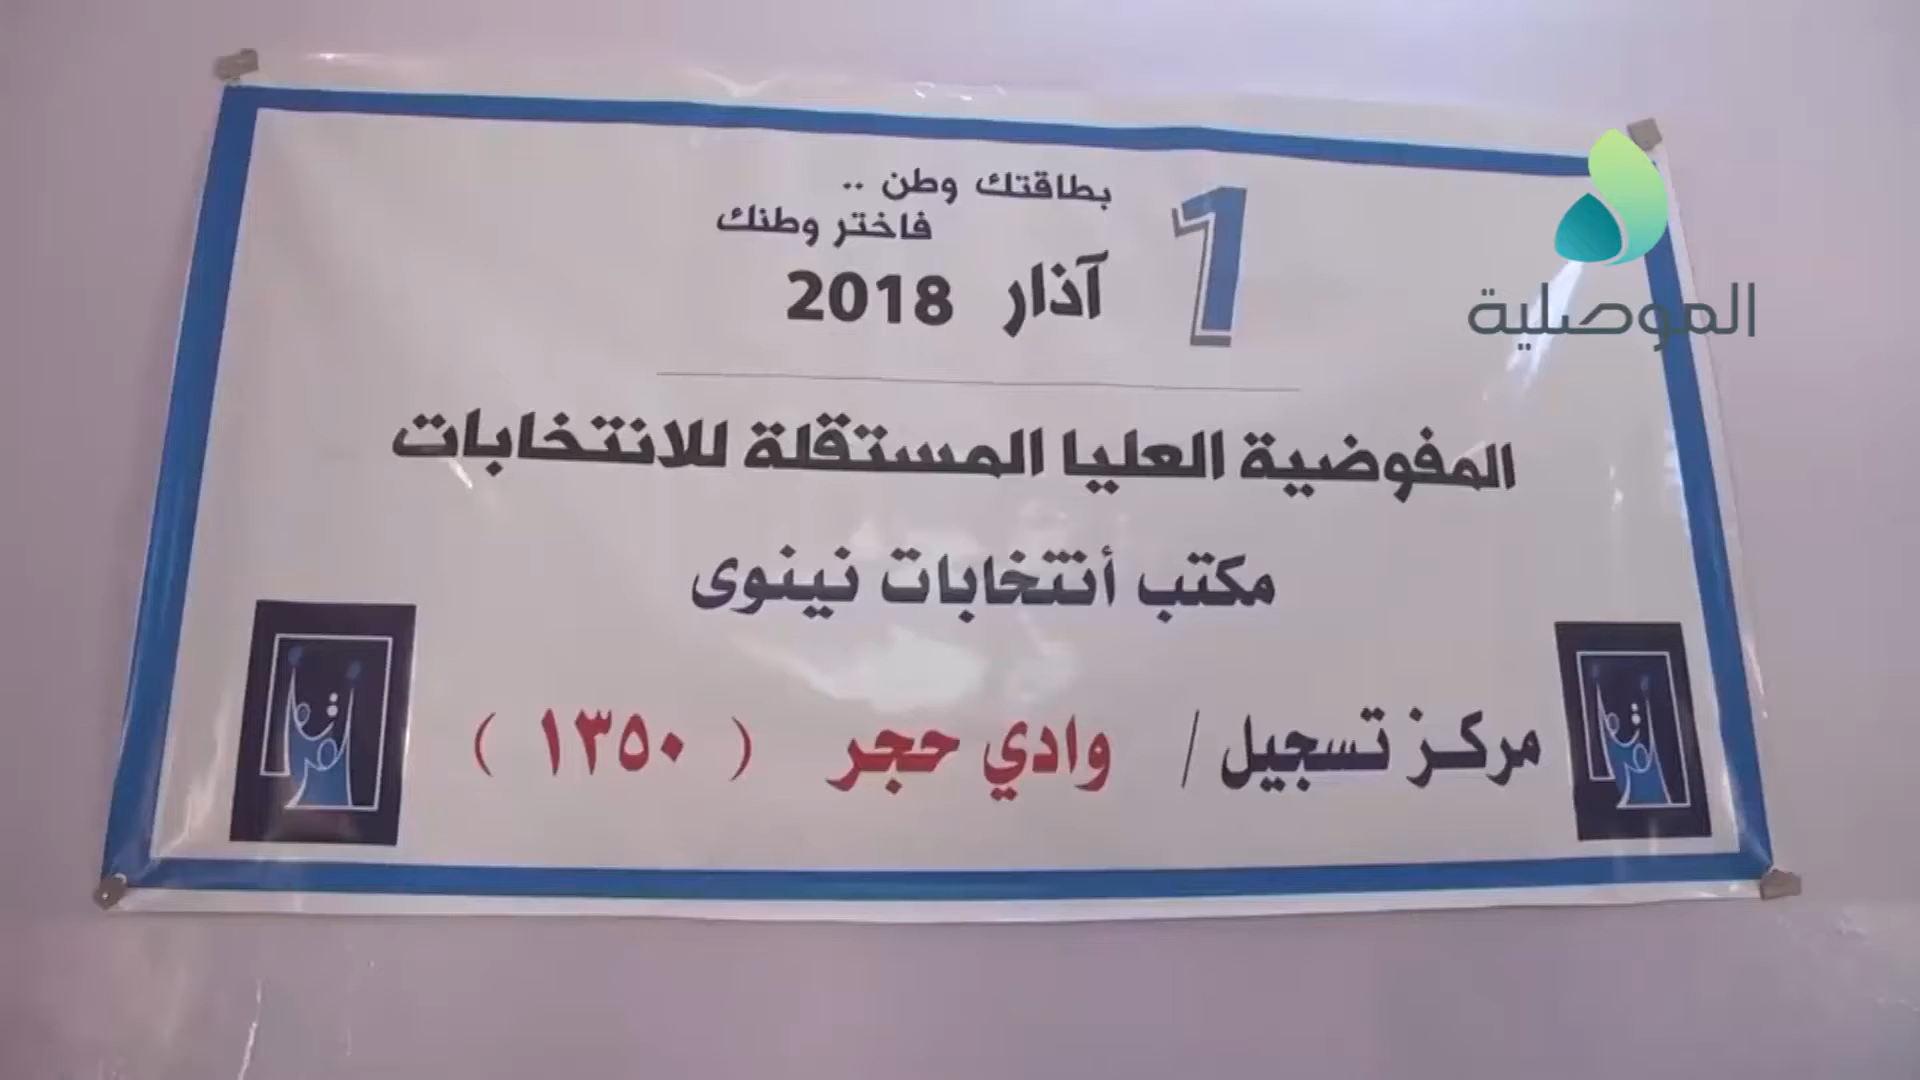 بطاقتك وطن ..
فاختر وطنك
1 آذار 2018
الموصلية
المفوضية العليا المستقلة للانتخابات
مكتب أنتخابات نينوى
مركز تسجيل / وادي حجر ( ١٣٥٠ )